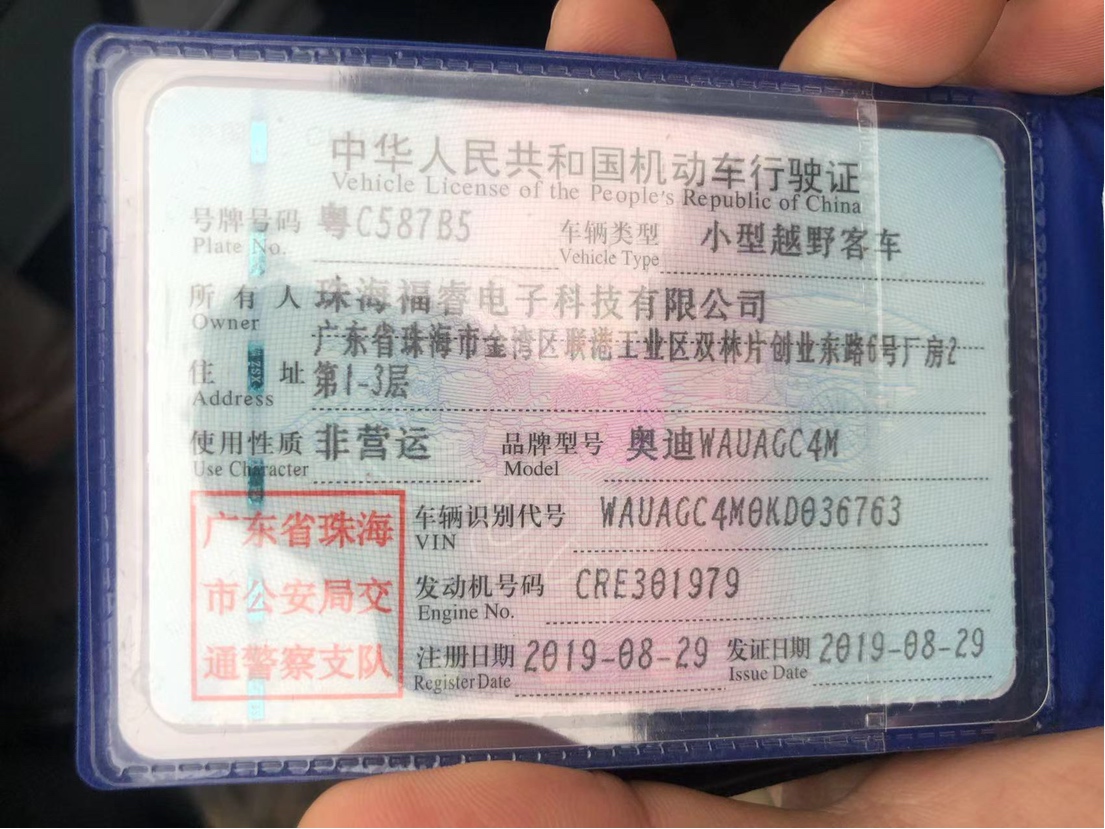 中华人民共和国机动车行驶证
Vehicle License of the People's Republic of China
号牌号码 粤C587B5 车辆类型 小型越野客车
Plate No. Vehicle Type
所有人 珠海福睿电子科技有限公司
Owner
广东省珠海市金湾区联港工业区双林片创业东路6号厂房2
住址 第1-3层
Address
使用性质 非营运 品牌型号 奥迪WAUAGC4M
Use Character Model
广东省珠海
市公安局交
通警察支队
车辆识别代号 WAUAGC4M0KD036763
VIN
发动机号码 CRE301979
Engine No.
注册日期 2019-08-29 发证日期 2019-08-29
Register Date Issue Date